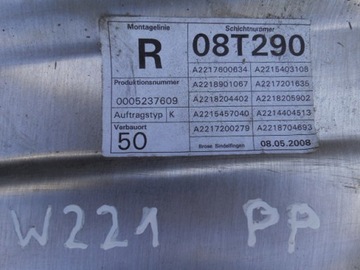 Montagelinie Schichtnummer
R 08T290
A2217600634 A2215403108
Produktionsnummer A2218901067 A2217201635
0005237609 A2218204402 A2218205902
Auftragstyp K A2215457040 A2214404513
Verbauort
50 A2217200279 A2218704693
Brose Sindelfingen 08.05.2008
W221 PP